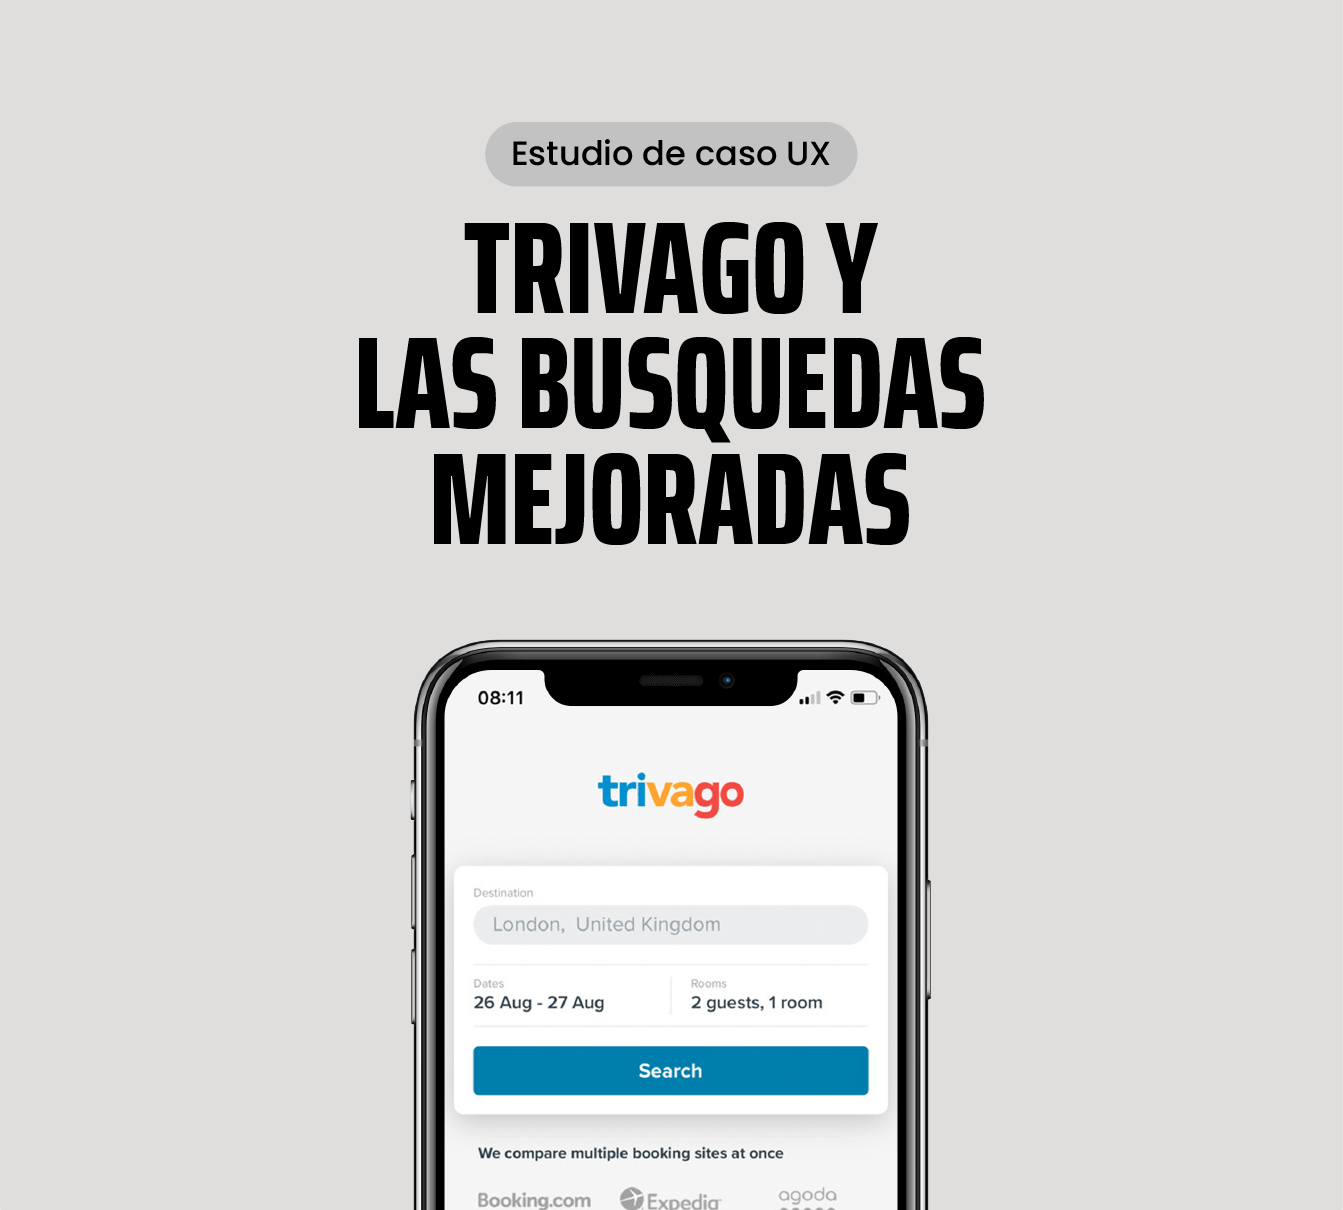 Estudio de caso UX
TRIVAGO Y
LAS BUSQUEDAS
MEJORADAS
08:11
trivago
Destination
London, United Kingdom
Dates
Rooms
26 Aug - 27 Aug
2 guests, 1 room
Search
We compare multiple booking sites at once
Booking.com Expedia agoda